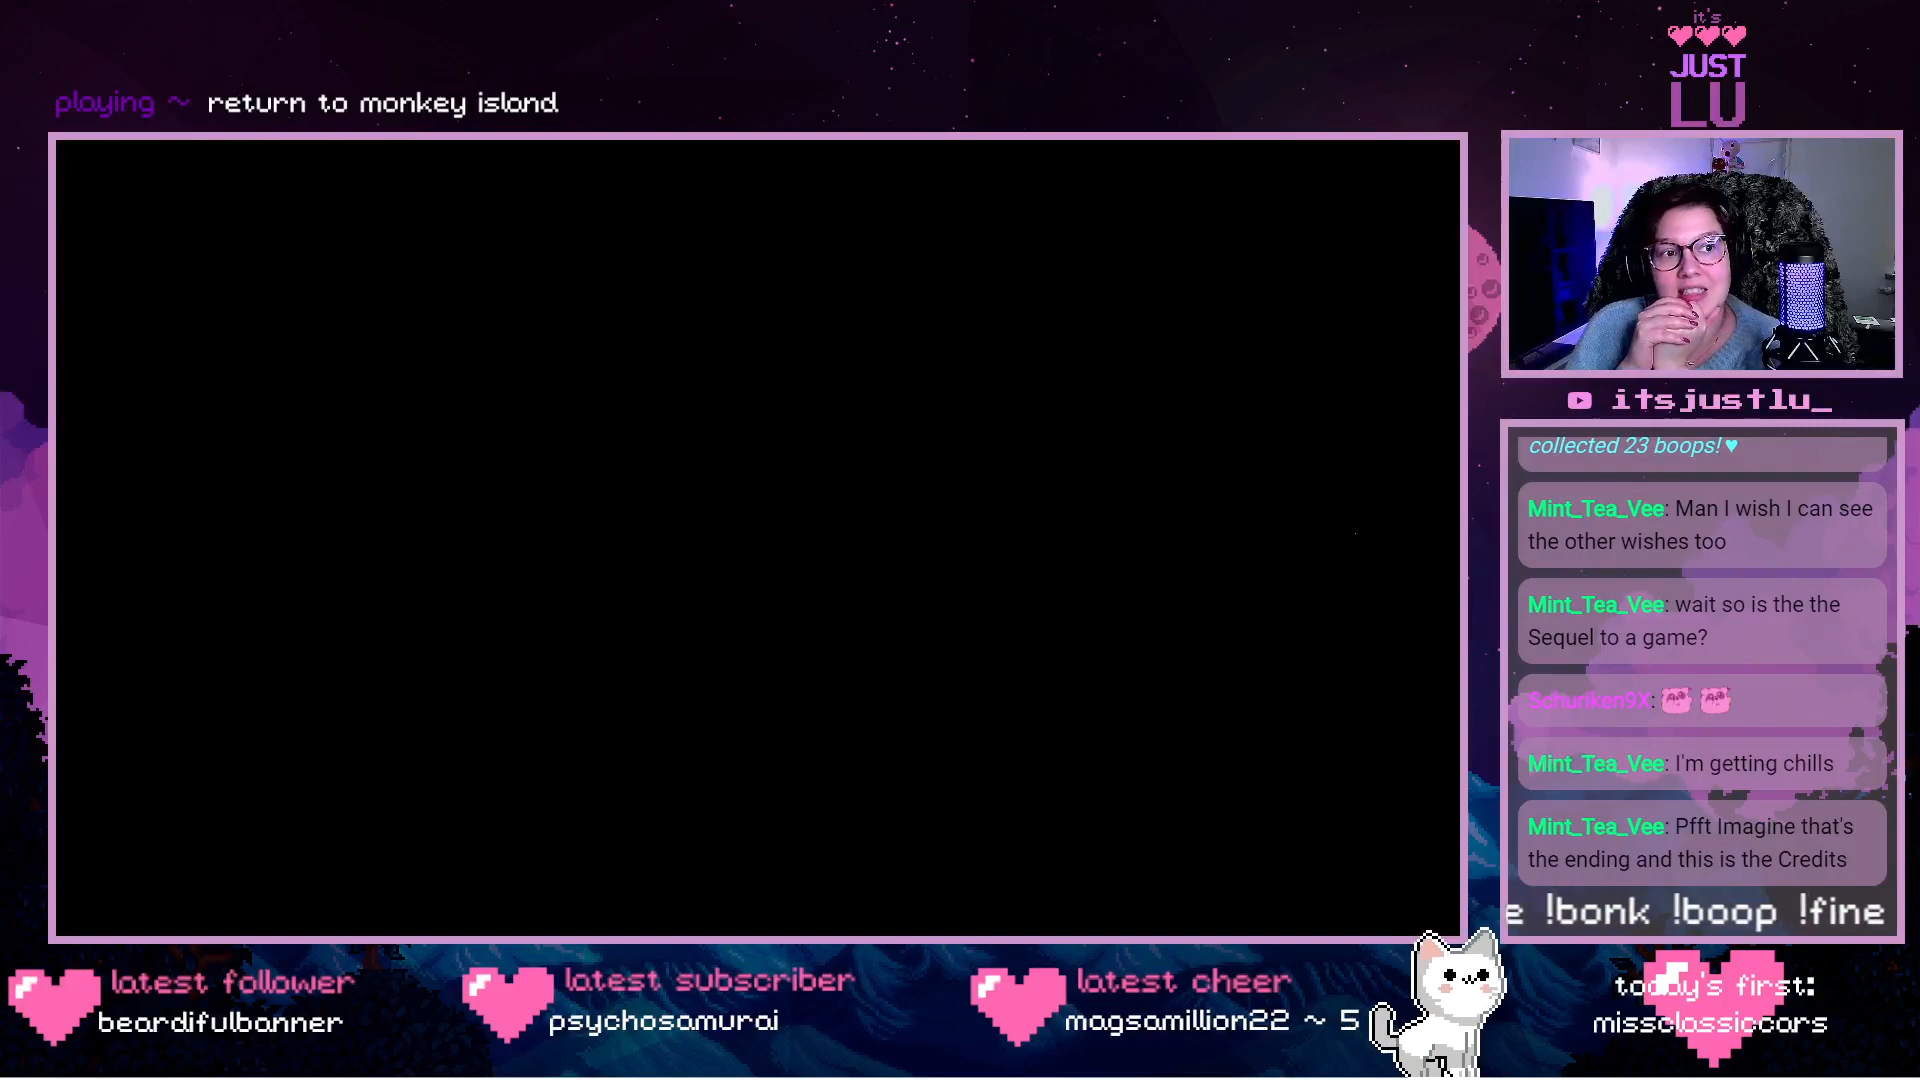 it's
JUST
LU
playing ~ return to monkey island
itsjustlu_
collected 23 boops! ♥
Mint_Tea_Vee: Man I wish I can see
the other wishes too
Mint_Tea_Vee: wait so is the the
Sequel to a game?
Schuriken9X:
Mint_Tea_Vee: I'm getting chills
Mint_Tea_Vee: Pfft Imagine that's
the ending and this is the Credits
e !bonk !boop !fine
latest follower
beardifulbanner
latest subscriber
psychosamurai
latest cheer
magsamillion22 ~ 5
today's first:
missclassiccars